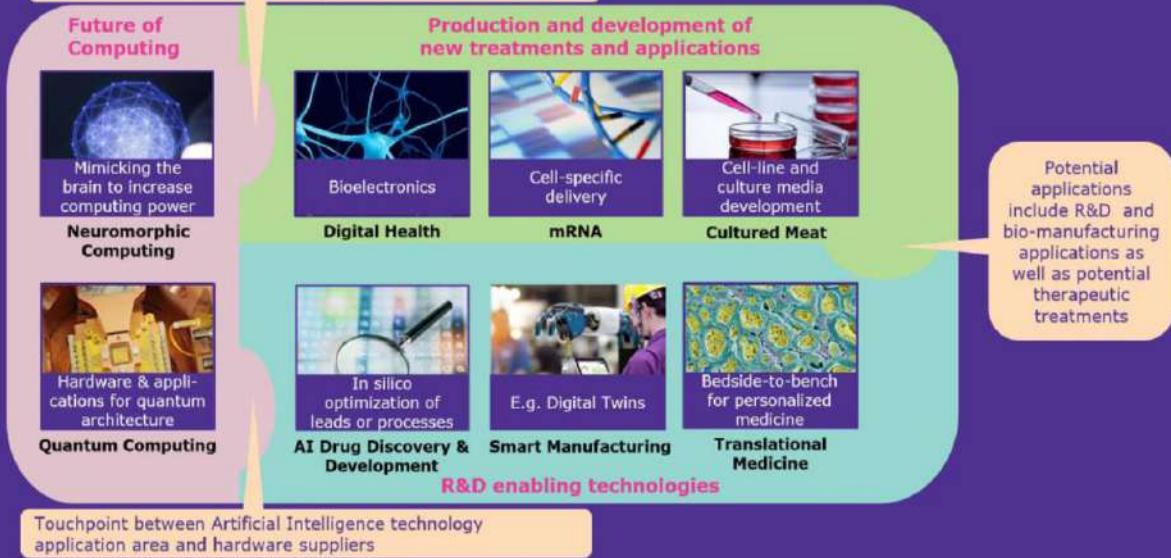 Future of
Computing
Production and development of
new treatments and applications
Mimicking the
brain to increase
computing power
Neuromorphic
Computing
Bioelectronics
Digital Health
Cell-specific
delivery
mRNA
Cell-line and
culture media
development
Cultured Meat
Potential
applications
include R&D and
bio-manufacturing
applications as
well as potential
therapeutic
treatments
Hardware & appli-
cations for quantum
architecture
Quantum Computing
In silico
optimization of
leads or processes
AI Drug Discovery &
Development
E.g. Digital Twins
Smart Manufacturing
Bedside-to-bench
for personalized
medicine
Translational
Medicine
R&D enabling technologies
Touchpoint between Artificial Intelligence technology
application area and hardware suppliers